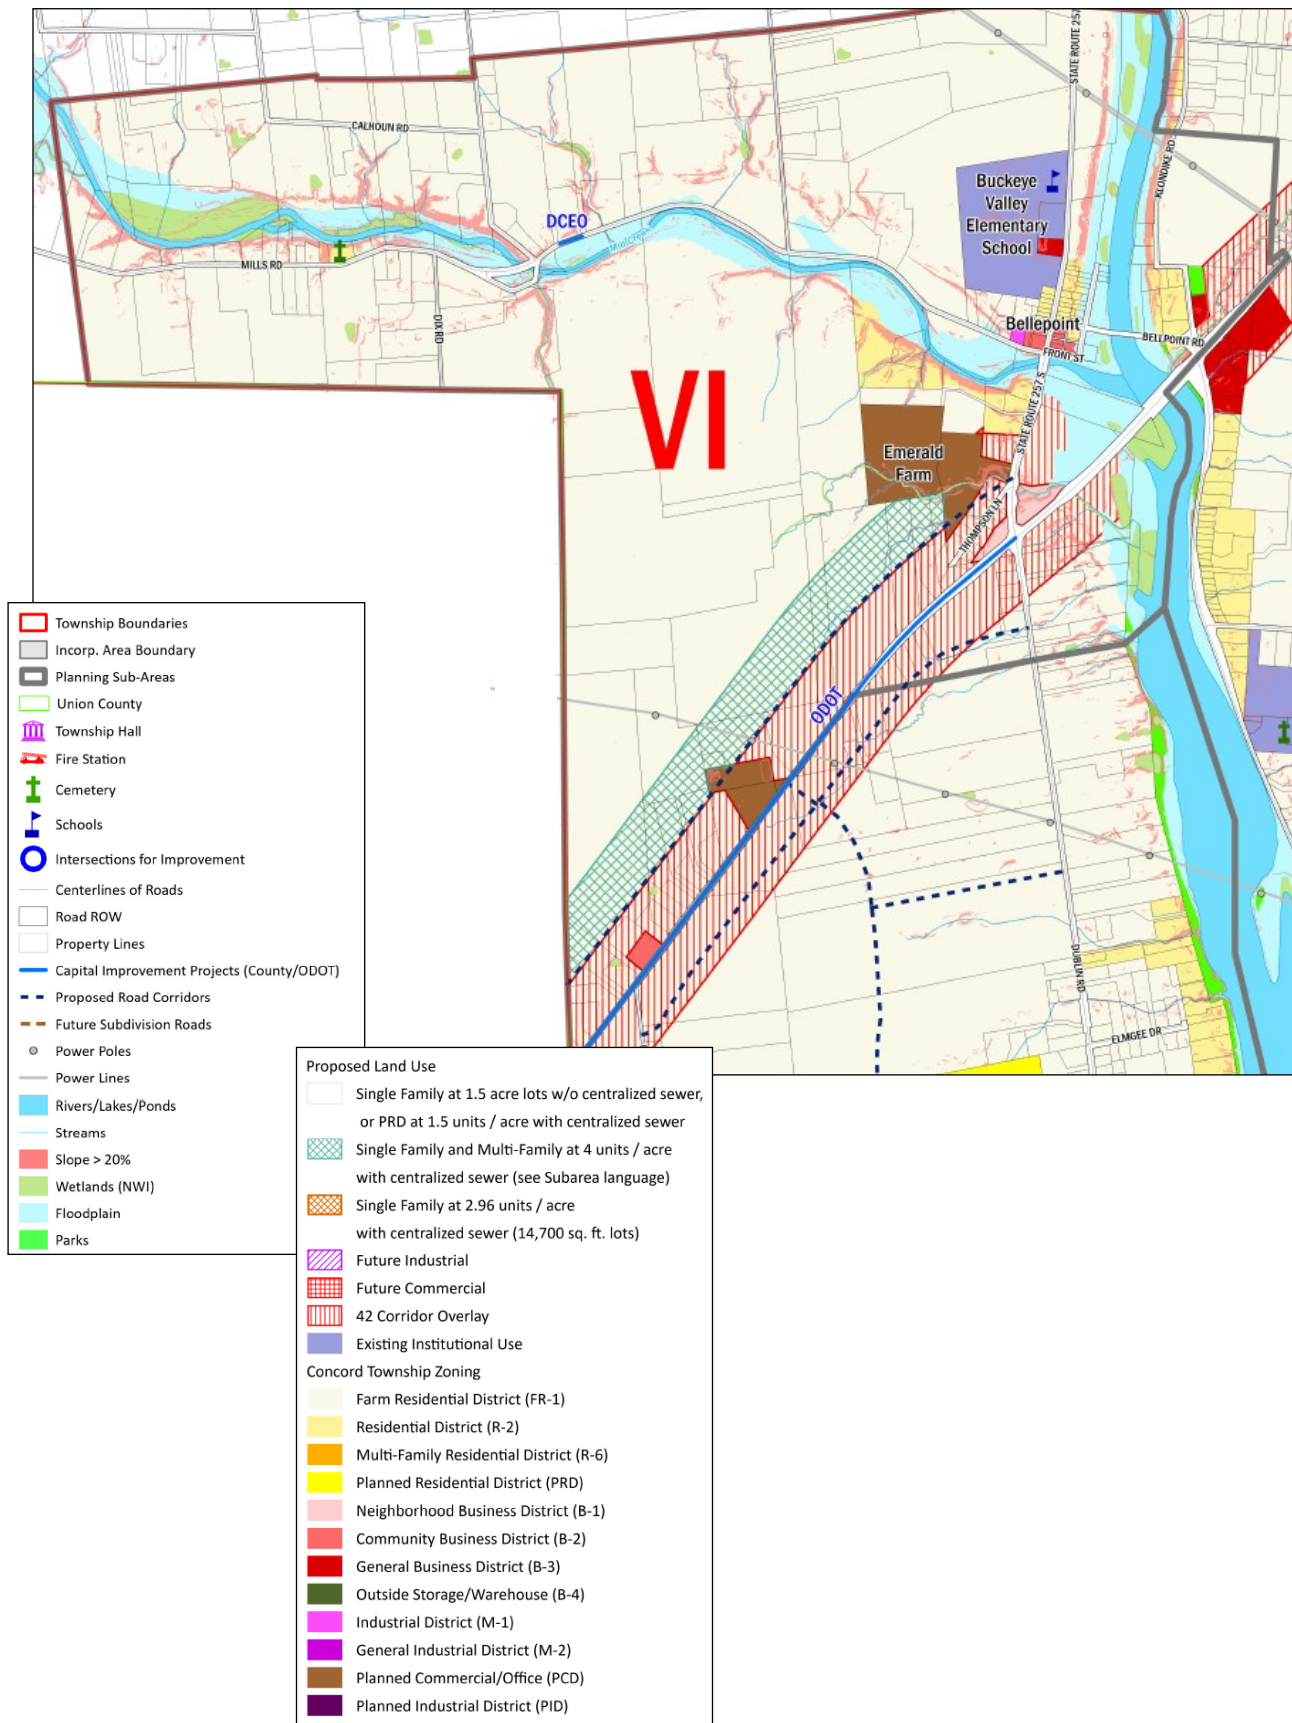 STATE ROUTE 257
CALHOUN RD
KLONDIKE RD
Buckeye
Valley
Elementary
School
DCEO
Mill Creek
MILLS RD
DIX RD
Bellepoint
BELLPOINT RD
FRONT ST
VI
STATE ROUTE 257 S
Emerald
Farm
THOMPSON LN
ODOT
DUBLIN RD
ELMGEE DR
Township Boundaries
Incorp. Area Boundary
Planning Sub-Areas
Union County
Township Hall
Fire Station
Cemetery
Schools
Intersections for Improvement
Centerlines of Roads
Road ROW
Property Lines
Capital Improvement Projects (County/ODOT)
Proposed Road Corridors
Future Subdivision Roads
Power Poles
Power Lines
Rivers/Lakes/Ponds
Streams
Slope > 20%
Wetlands (NWI)
Floodplain
Parks
Proposed Land Use
Single Family at 1.5 acre lots w/o centralized sewer,
or PRD at 1.5 units / acre with centralized sewer
Single Family and Multi-Family at 4 units / acre
with centralized sewer (see Subarea language)
Single Family at 2.96 units / acre
with centralized sewer (14,700 sq. ft. lots)
Future Industrial
Future Commercial
42 Corridor Overlay
Existing Institutional Use
Concord Township Zoning
Farm Residential District (FR-1)
Residential District (R-2)
Multi-Family Residential District (R-6)
Planned Residential District (PRD)
Neighborhood Business District (B-1)
Community Business District (B-2)
General Business District (B-3)
Outside Storage/Warehouse (B-4)
Industrial District (M-1)
General Industrial District (M-2)
Planned Commercial/Office (PCD)
Planned Industrial District (PID)